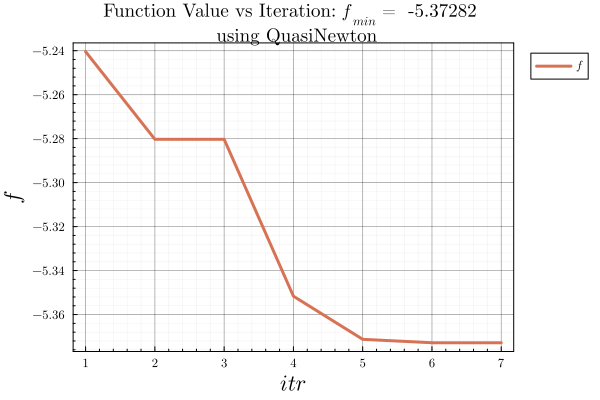 Function Value vs Iteration: f_min = -5.37282
using QuasiNewton
f
−5.24
−5.26
−5.28
−5.30
−5.32
−5.34
−5.36
f
1 2 3 4 5 6 7
itr